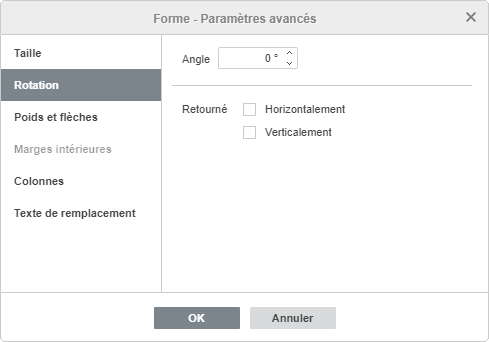 Forme - Paramètres avancés
Taille
Rotation
Poids et flèches
Marges intérieures
Colonnes
Texte de remplacement
Angle 0 °
Retourné Horizontalement
Verticalement
OK Annuler